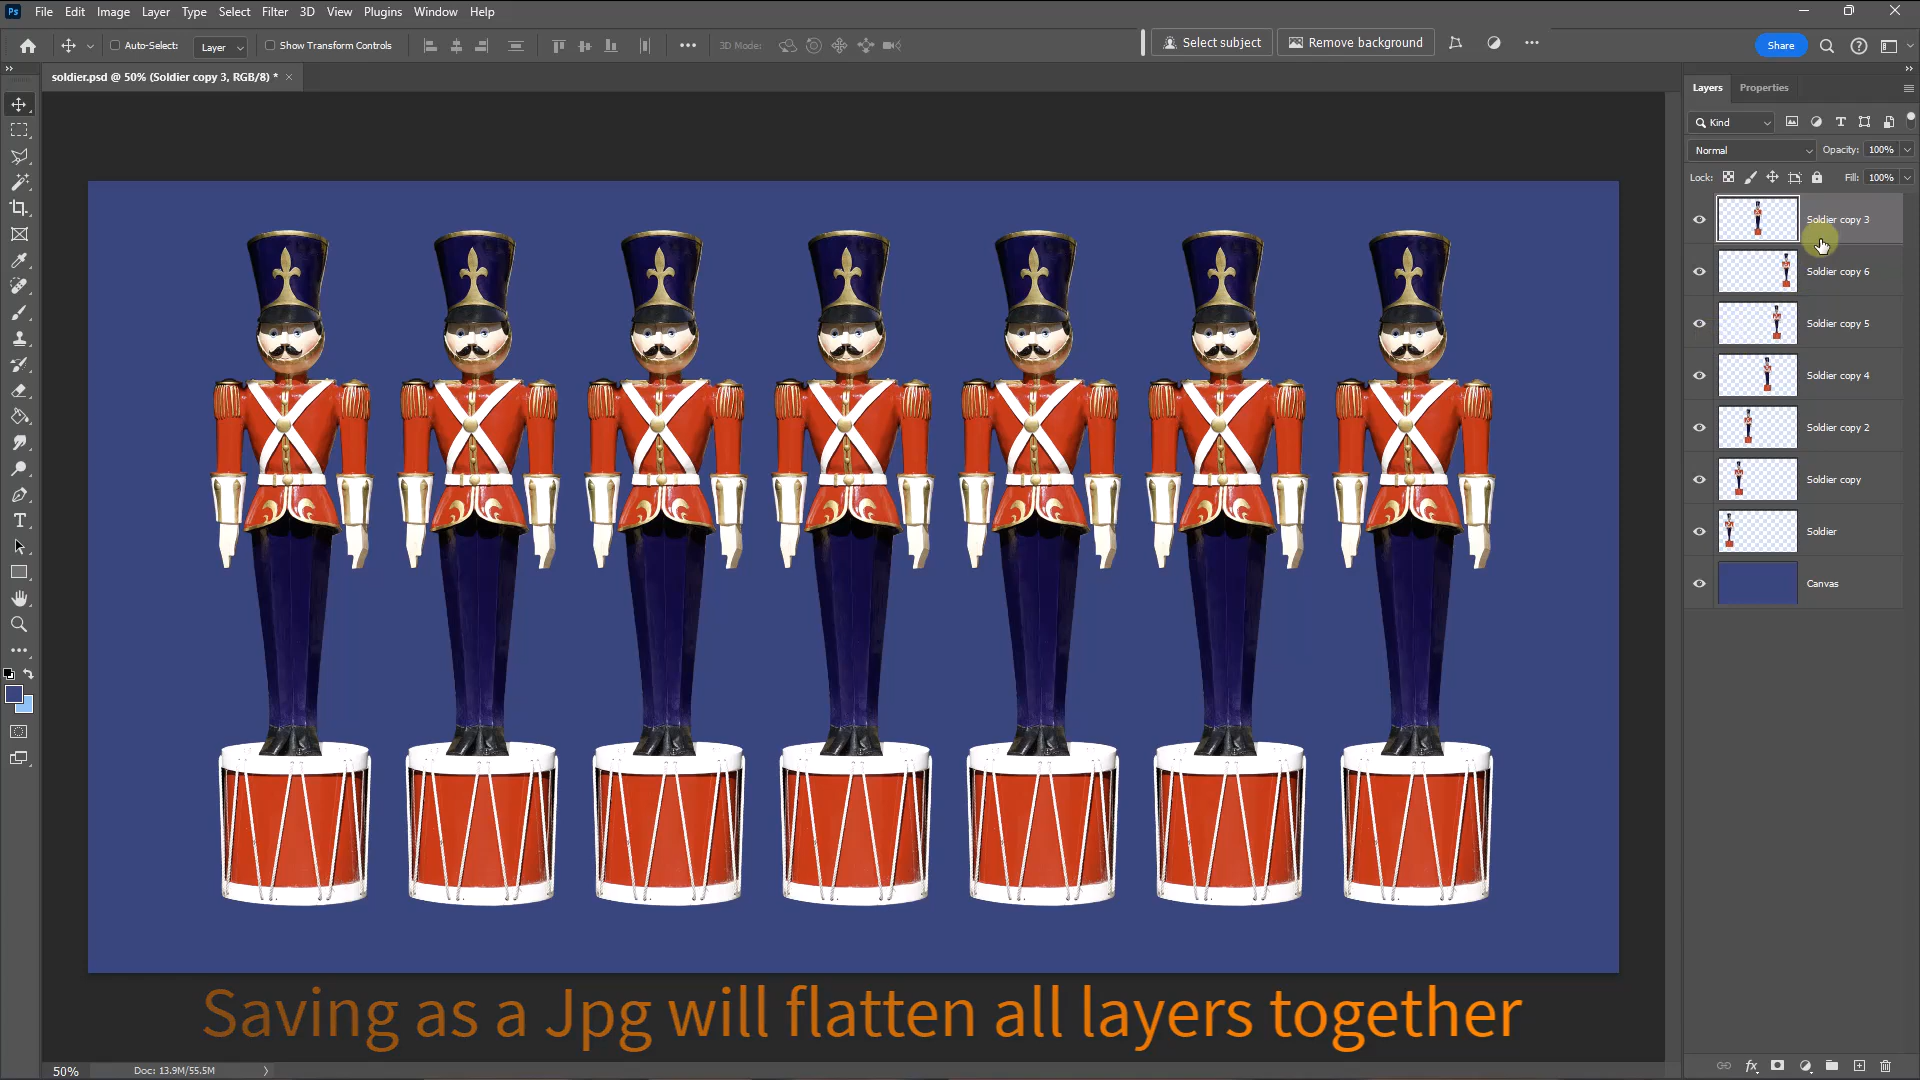 Ps File Edit Image Layer Type Select Filter 3D View Plugins Window Help
Auto-Select: Layer Show Transform Controls 3D Mode: Select subject Remove background Share
soldier.psd @ 50% (Soldier copy 3, RGB/8) *
Layers Properties
Kind
Normal Opacity: 100%
Lock: Fill: 100%
Soldier copy 3
Soldier copy 6
Soldier copy 5
Soldier copy 4
Soldier copy 2
Soldier copy
Soldier
Canvas
Saving as a Jpg will flatten all layers together
50% Doc: 13.9M/55.5M